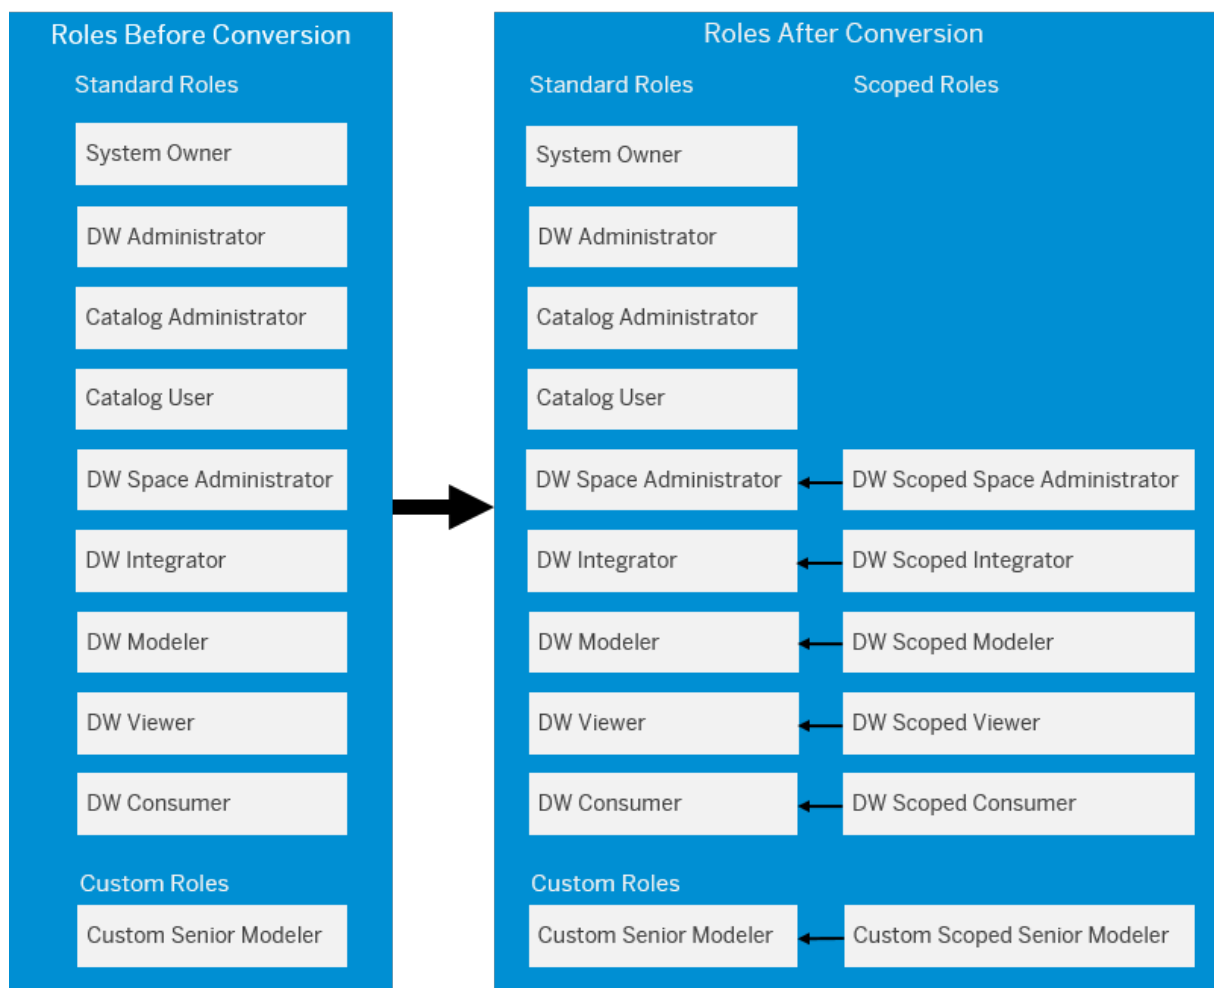 Roles Before Conversion
Standard Roles
System Owner
DW Administrator
Catalog Administrator
Catalog User
DW Space Administrator
DW Integrator
DW Modeler
DW Viewer
DW Consumer
Custom Roles
Custom Senior Modeler
Roles After Conversion
Standard Roles
Scoped Roles
System Owner
DW Administrator
Catalog Administrator
Catalog User
DW Space Administrator
DW Scoped Space Administrator
DW Integrator
DW Scoped Integrator
DW Modeler
DW Scoped Modeler
DW Viewer
DW Scoped Viewer
DW Consumer
DW Scoped Consumer
Custom Roles
Custom Senior Modeler
Custom Scoped Senior Modeler